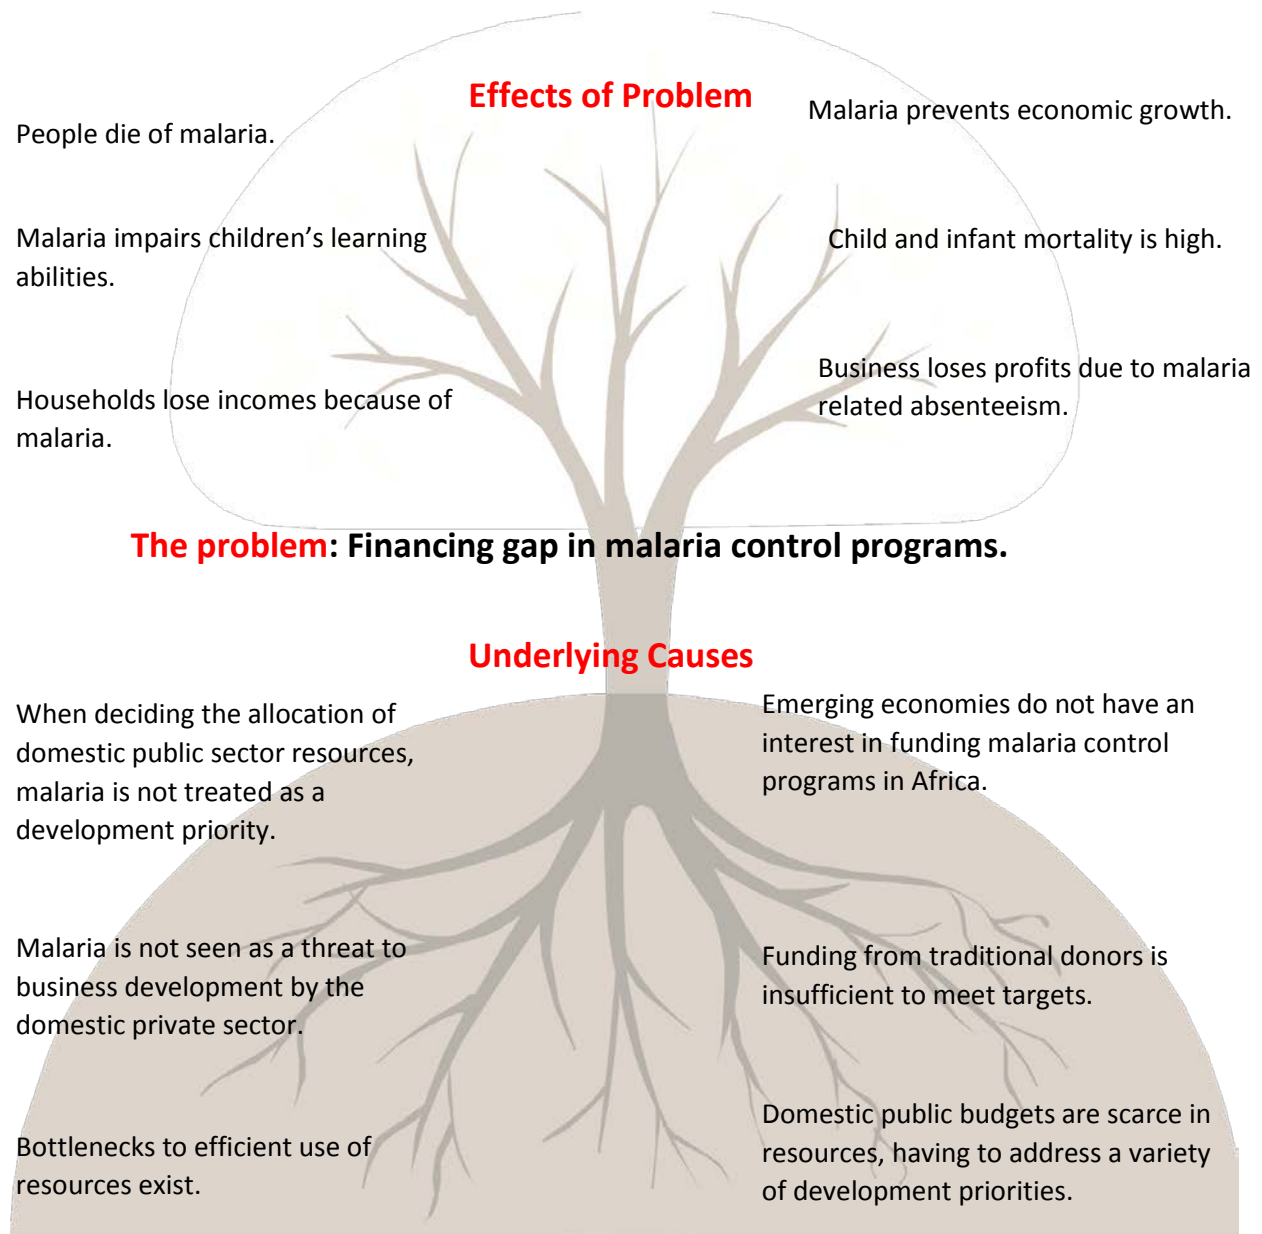 Effects of Problem
People die of malaria.
Malaria impairs children’s learning
abilities.
Households lose incomes because of
malaria.
Malaria prevents economic growth.
Child and infant mortality is high.
Business loses profits due to malaria
related absenteeism.
The problem: Financing gap in malaria control programs.
Underlying Causes
When deciding the allocation of
domestic public sector resources,
malaria is not treated as a
development priority.
Malaria is not seen as a threat to
business development by the
domestic private sector.
Bottlenecks to efficient use of
resources exist.
Emerging economies do not have an
interest in funding malaria control
programs in Africa.
Funding from traditional donors is
insufficient to meet targets.
Domestic public budgets are scarce in
resources, having to address a variety
of development priorities.